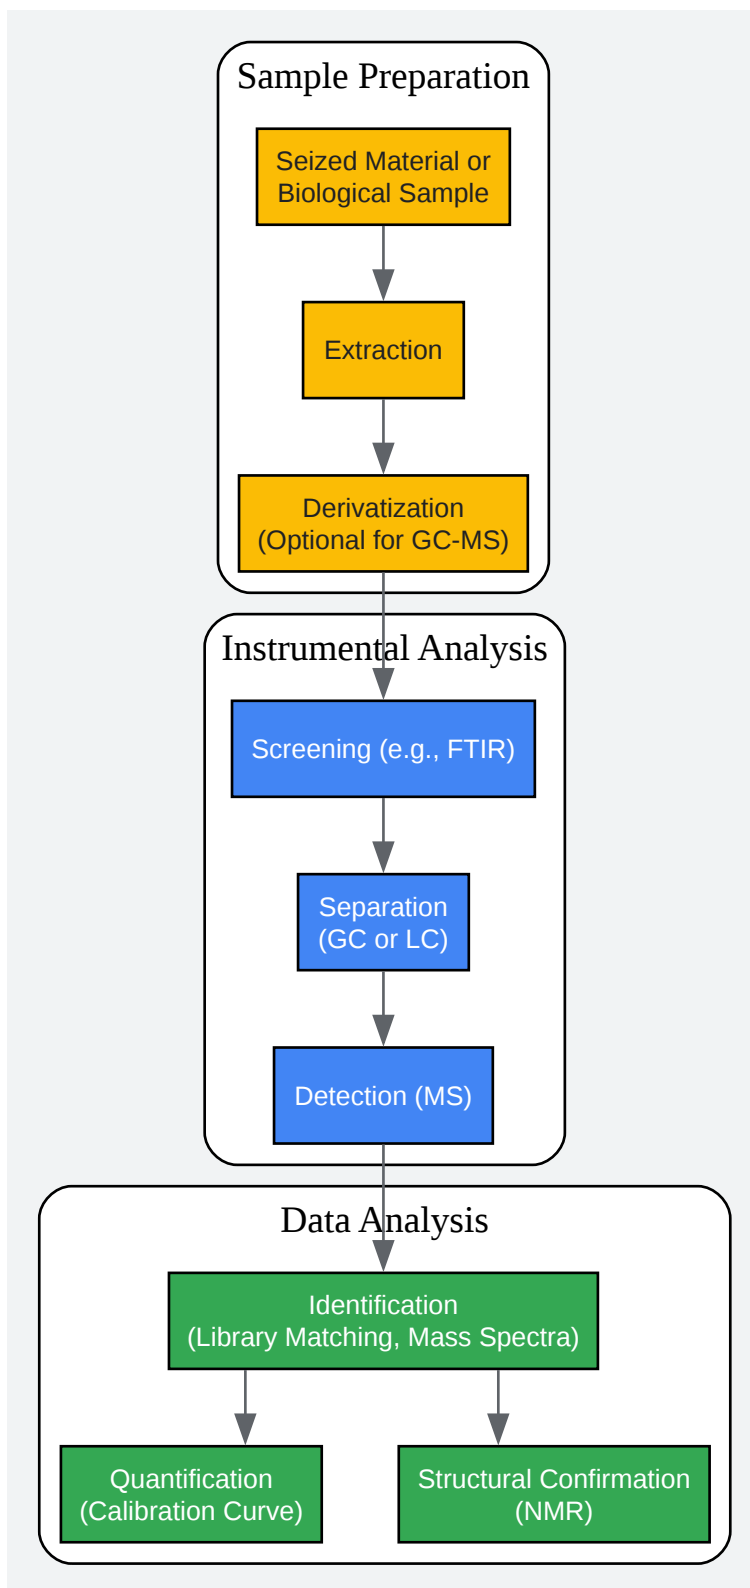 Sample Preparation
Seized Material or
Biological Sample
Extraction
Derivatization
(Optional for GC-MS)
Instrumental Analysis
Screening (e.g., FTIR)
Separation
(GC or LC)
Detection (MS)
Data Analysis
Identification
(Library Matching, Mass Spectra)
Quantification
(Calibration Curve)
Structural Confirmation
(NMR)